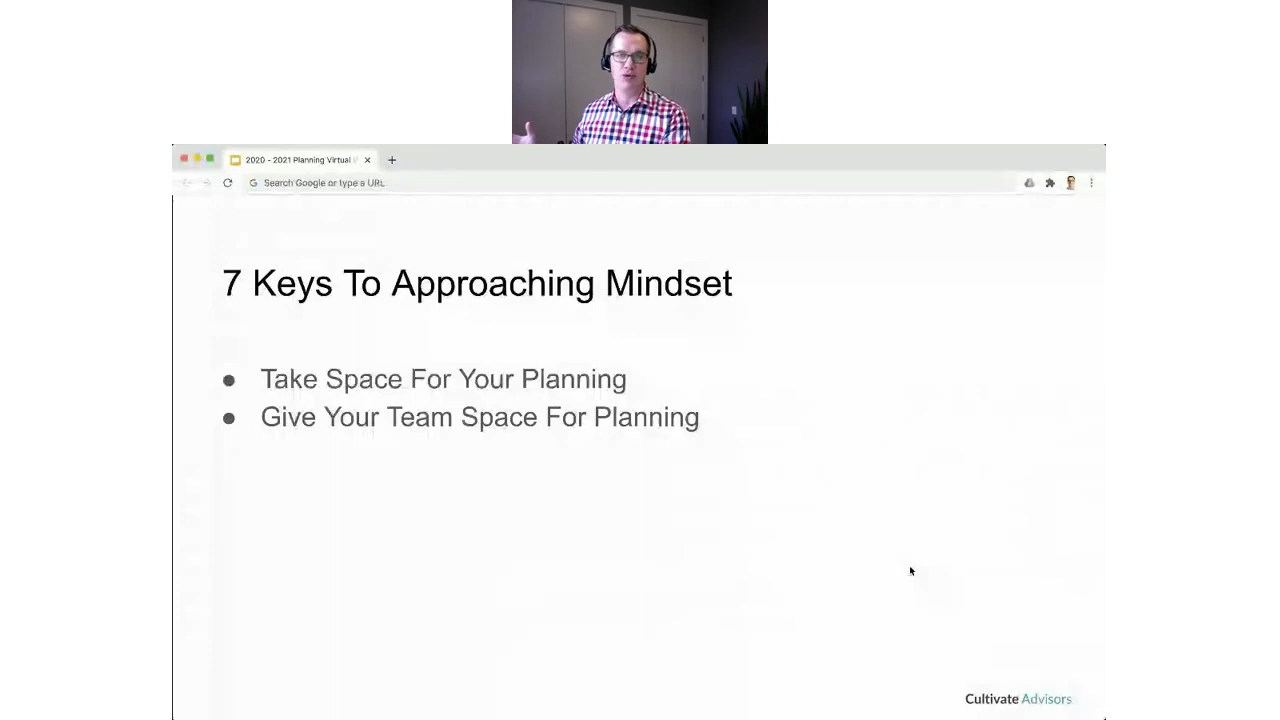 2020 - 2021 Planning Virtual
Search Google or type a URL
7 Keys To Approaching Mindset
● Take Space For Your Planning
● Give Your Team Space For Planning
Cultivate Advisors